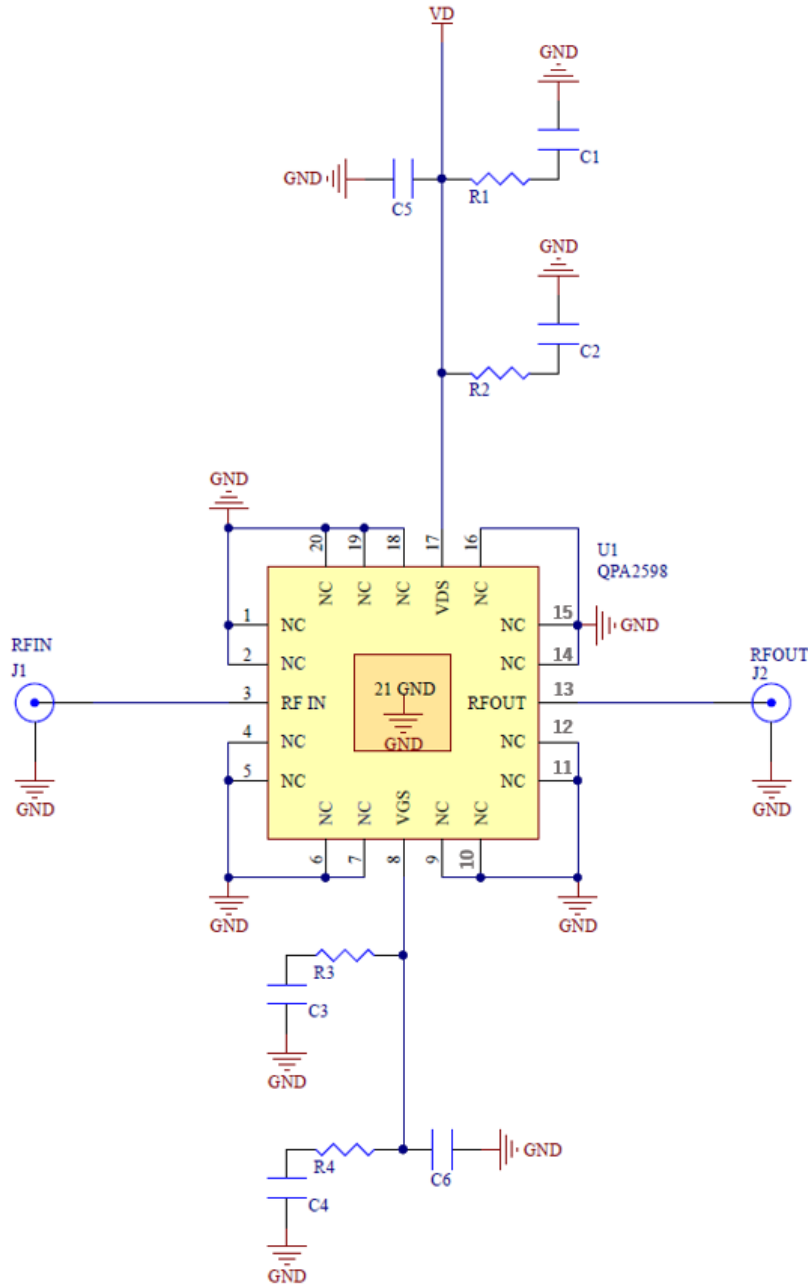 VD
GND
C1
GND
C5
R1
GND
C2
R2
GND
20
19
18
17
16
NC
NC
NC
VDS
NC
U1
QPA2598
1
NC
NC
15
GND
2
NC
NC
14
RFIN
J1
3
RF IN
21 GND
GND
RFOUT
13
RFOUT
J2
4
NC
NC
12
5
NC
NC
11
GND
GND
NC
NC
VGS
NC
NC
6
7
8
9
10
GND
GND
R3
C3
GND
R4
C6
GND
C4
GND